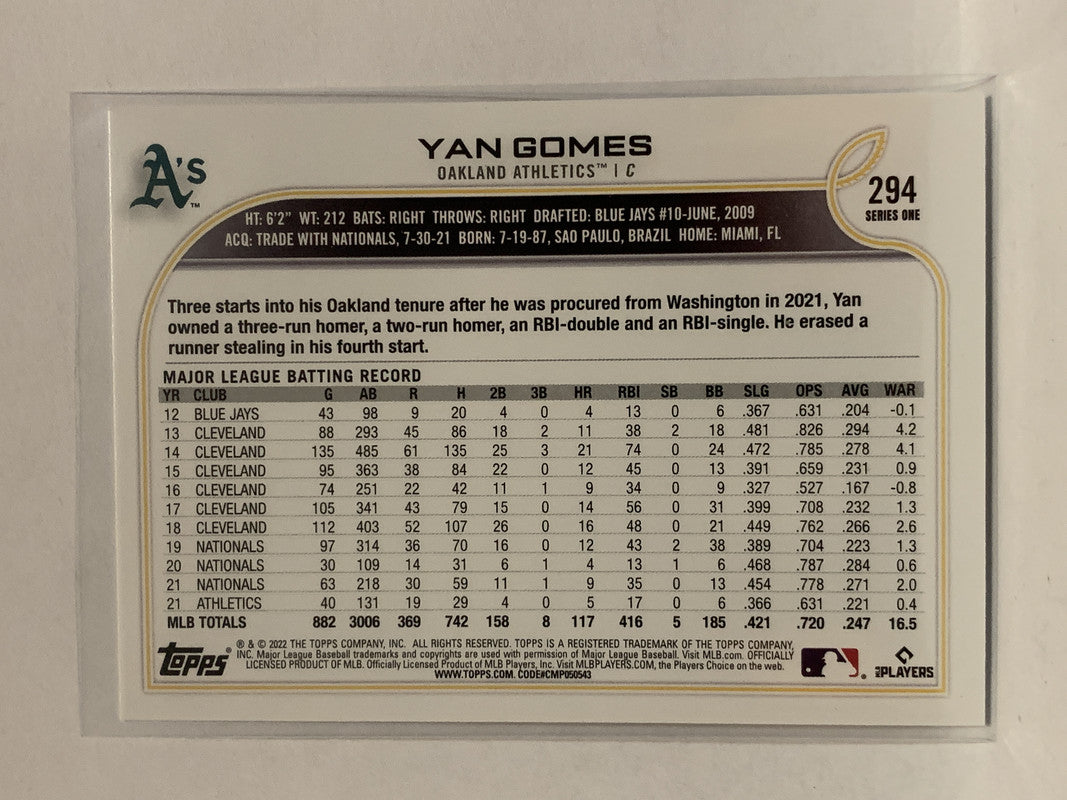 A's™
YAN GOMES
OAKLAND ATHLETICS™ | C
294
SERIES ONE
HT: 6'2" WT: 212 BATS: RIGHT THROWS: RIGHT DRAFTED: BLUE JAYS #10-JUNE, 2009
ACQ: TRADE WITH NATIONALS, 7-30-21 BORN: 7-19-87, SAO PAULO, BRAZIL HOME: MIAMI, FL
Three starts into his Oakland tenure after he was procured from Washington in 2021, Yan
owned a three-run homer, a two-run homer, an RBI-double and an RBI-single. He erased a
runner stealing in his fourth start.
MAJOR LEAGUE BATTING RECORD
YR CLUB G AB R H 2B 3B HR RBI SB BB SLG OPS AVG WAR
12 BLUE JAYS 43 98 9 20 4 0 4 13 0 6 .367 .631 .204 -0.1
13 CLEVELAND 88 293 45 86 18 2 11 38 2 18 .481 .826 .294 4.2
14 CLEVELAND 135 485 61 135 25 3 21 74 0 24 .472 .785 .278 4.1
15 CLEVELAND 95 363 38 84 22 0 12 45 0 13 .391 .659 .231 0.9
16 CLEVELAND 74 251 22 42 11 1 9 34 0 9 .327 .527 .167 -0.8
17 CLEVELAND 105 341 43 79 15 0 14 56 0 31 .399 .708 .232 1.3
18 CLEVELAND 112 403 52 107 26 0 16 48 0 21 .449 .762 .266 2.6
19 NATIONALS 97 314 36 70 16 0 12 43 2 38 .389 .704 .223 1.3
20 NATIONALS 30 109 14 31 6 1 4 13 1 6 .468 .787 .284 0.6
21 NATIONALS 63 218 30 59 11 1 9 35 0 13 .454 .778 .271 2.0
21 ATHLETICS 40 131 19 29 4 0 5 17 0 6 .366 .631 .221 0.4
MLB TOTALS 882 3006 369 742 158 8 117 416 5 185 .421 .720 .247 16.5
Topps®
® & © 2022 THE TOPPS COMPANY, INC. ALL RIGHTS RESERVED. TOPPS IS A REGISTERED TRADEMARK OF THE TOPPS COMPANY,
INC. Major League Baseball trademarks and copyrights are used with permission of Major League Baseball. Visit MLB.com. OFFICIALLY
LICENSED PRODUCT OF MLB. Officially Licensed Product of MLB Players, Inc. Visit MLBPLAYERS.COM, the Players Choice on the web.
WWW.TOPPS.COM. CODE#CMP050543
MLB PLAYERS